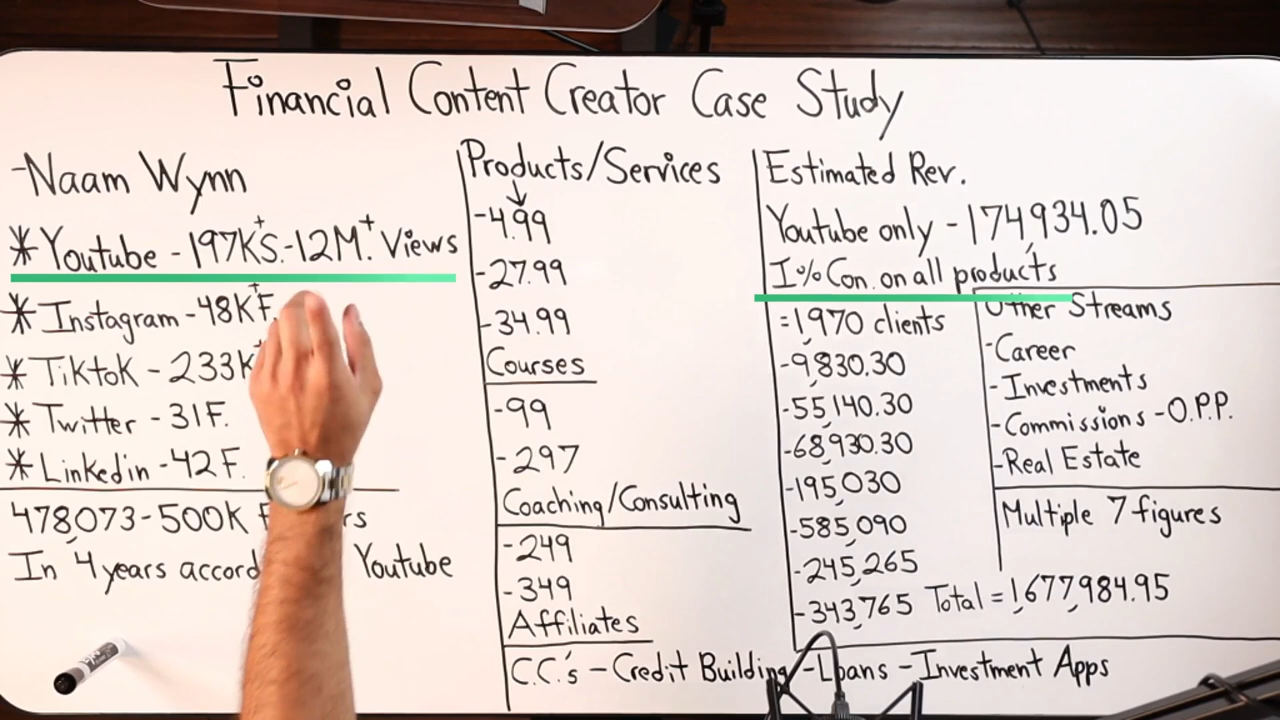 Financial Content Creator Case Study
-Naam Wynn
* Youtube - 197K+S.-12M.+ Views
* Instagram - 48K+F.
* Tiktok - 233K+
* Twitter - 31F.
* Linkedin - 42F.
478,073-500K
In 4 years Youtube
Products/Services
-4.99
-27.99
-34.99
Courses
-99
-297
Coaching/Consulting
-249
-349
Affiliates
C.C.'s - Credit Building - Loans - Investment Apps
Estimated Rev.
Youtube only - 174,934.05
1% Con. on all products
=1,970 clients
-9,830.30
-55,140.30
-68,930.30
-195,030
-585,090
-245,265
-343,765 Total = 1,677,984.95
Other Streams
-Career
-Investments
-Commissions - O.P.P.
-Real Estate
Multiple 7 figures